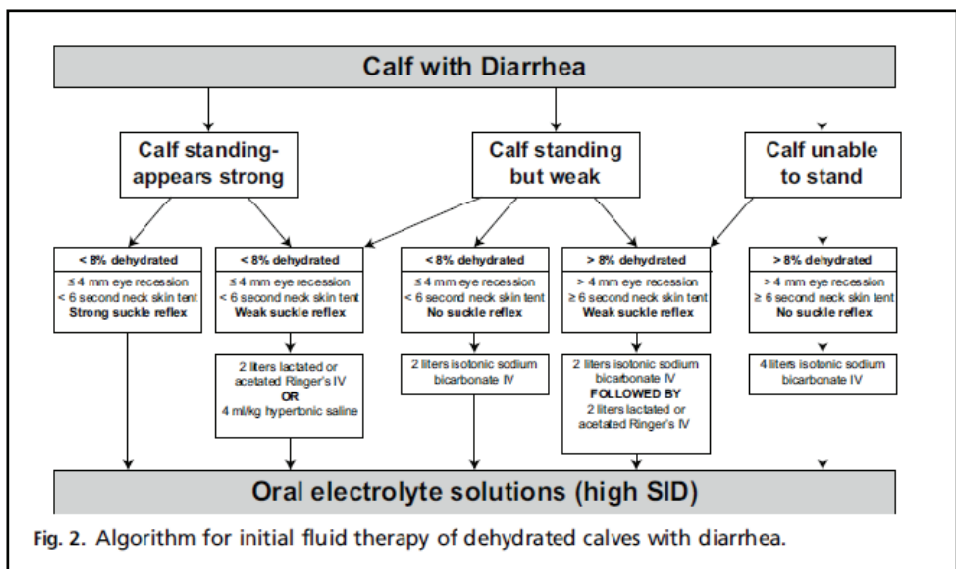 Calf with Diarrhea
Calf standing-
appears strong
Calf standing
but weak
Calf unable
to stand
< 8% dehydrated
≤ 4 mm eye recession
< 6 second neck skin tent
Strong suckle reflex
< 8% dehydrated
≤ 4 mm eye recession
< 6 second neck skin tent
Weak suckle reflex
2 liters lactated or
acetated Ringer's IV
OR
4 ml/kg hypertonic saline
< 8% dehydrated
≤ 4 mm eye recession
< 6 second neck skin tent
No suckle reflex
2 liters isotonic sodium
bicarbonate IV
> 8% dehydrated
> 4 mm eye recession
≥ 6 second neck skin tent
Weak suckle reflex
2 liters isotonic sodium
bicarbonate IV
FOLLOWED BY
2 liters lactated or
acetated Ringer's IV
> 8% dehydrated
> 4 mm eye recession
≥ 6 second neck skin tent
No suckle reflex
4 liters isotonic sodium
bicarbonate IV
Oral electrolyte solutions (high SID)
Fig. 2. Algorithm for initial fluid therapy of dehydrated calves with diarrhea.